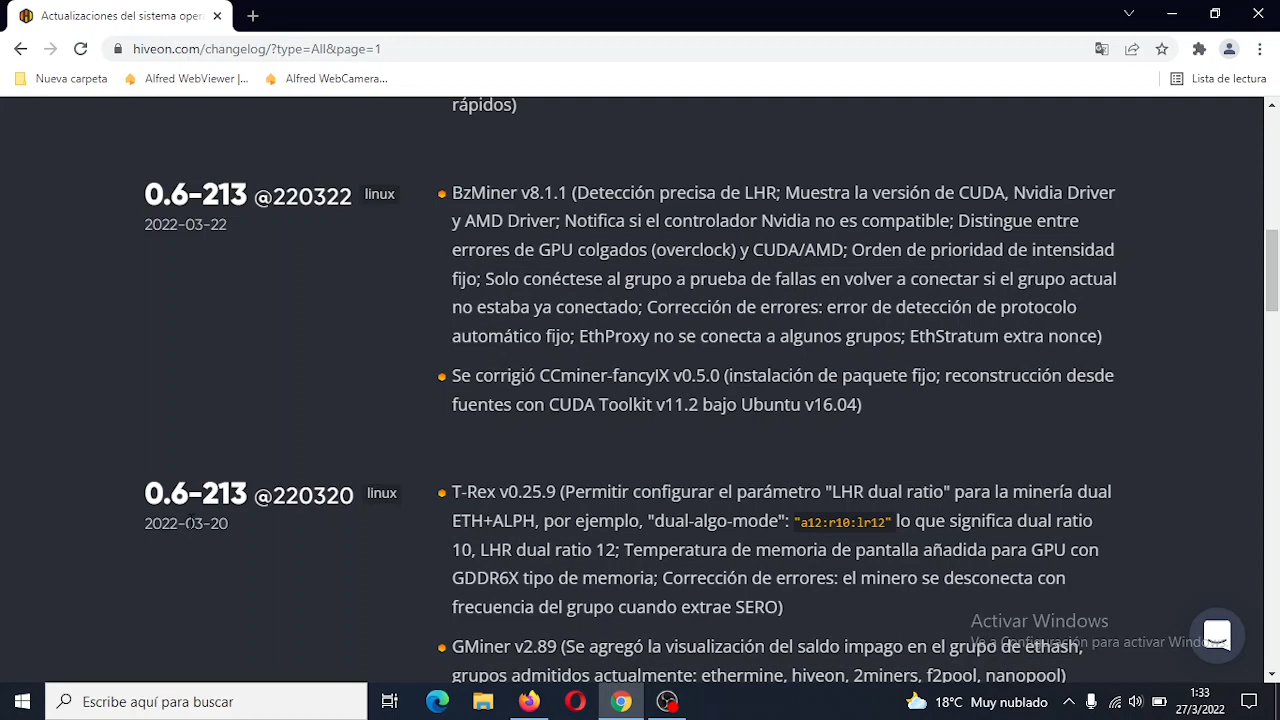 Actualizaciones del sistema oper
hiveon.com/changelog/?type=All&page=1
Nueva carpeta
Alfred WebViewer |...
Alfred WebCamera...
Lista de lectura
rápidos)
0.6-213 @220322 linux
2022-03-22
BzMiner v8.1.1 (Detección precisa de LHR; Muestra la versión de CUDA, Nvidia Driver
y AMD Driver; Notifica si el controlador Nvidia no es compatible; Distingue entre
errores de GPU colgados (overclock) y CUDA/AMD; Orden de prioridad de intensidad
fijo; Solo conéctese al grupo a prueba de fallas en volver a conectar si el grupo actual
no estaba ya conectado; Corrección de errores: error de detección de protocolo
automático fijo; EthProxy no se conecta a algunos grupos; EthStratum extra nonce)
Se corrigió CCminer-fancyIX v0.5.0 (instalación de paquete fijo; reconstrucción desde
fuentes con CUDA Toolkit v11.2 bajo Ubuntu v16.04)
0.6-213 @220320 linux
2022-03-20
T-Rex v0.25.9 (Permitir configurar el parámetro "LHR dual ratio" para la minería dual
ETH+ALPH, por ejemplo, "dual-algo-mode": "a12:r10:lr12" lo que significa dual ratio
10, LHR dual ratio 12; Temperatura de memoria de pantalla añadida para GPU con
GDDR6X tipo de memoria; Corrección de errores: el minero se desconecta con
frecuencia del grupo cuando extrae SERO)
GMiner v2.89 (Se agregó la visualización del saldo impago en el grupo de ethash,
grupos admitidos actualmente: ethermine, hiveon, 2miners, f2pool, nanopool)
Activar Windows
Ve a Configuración para activar Windows.
Escribe aquí para buscar
18°C Muy nublado
1:33
27/3/2022